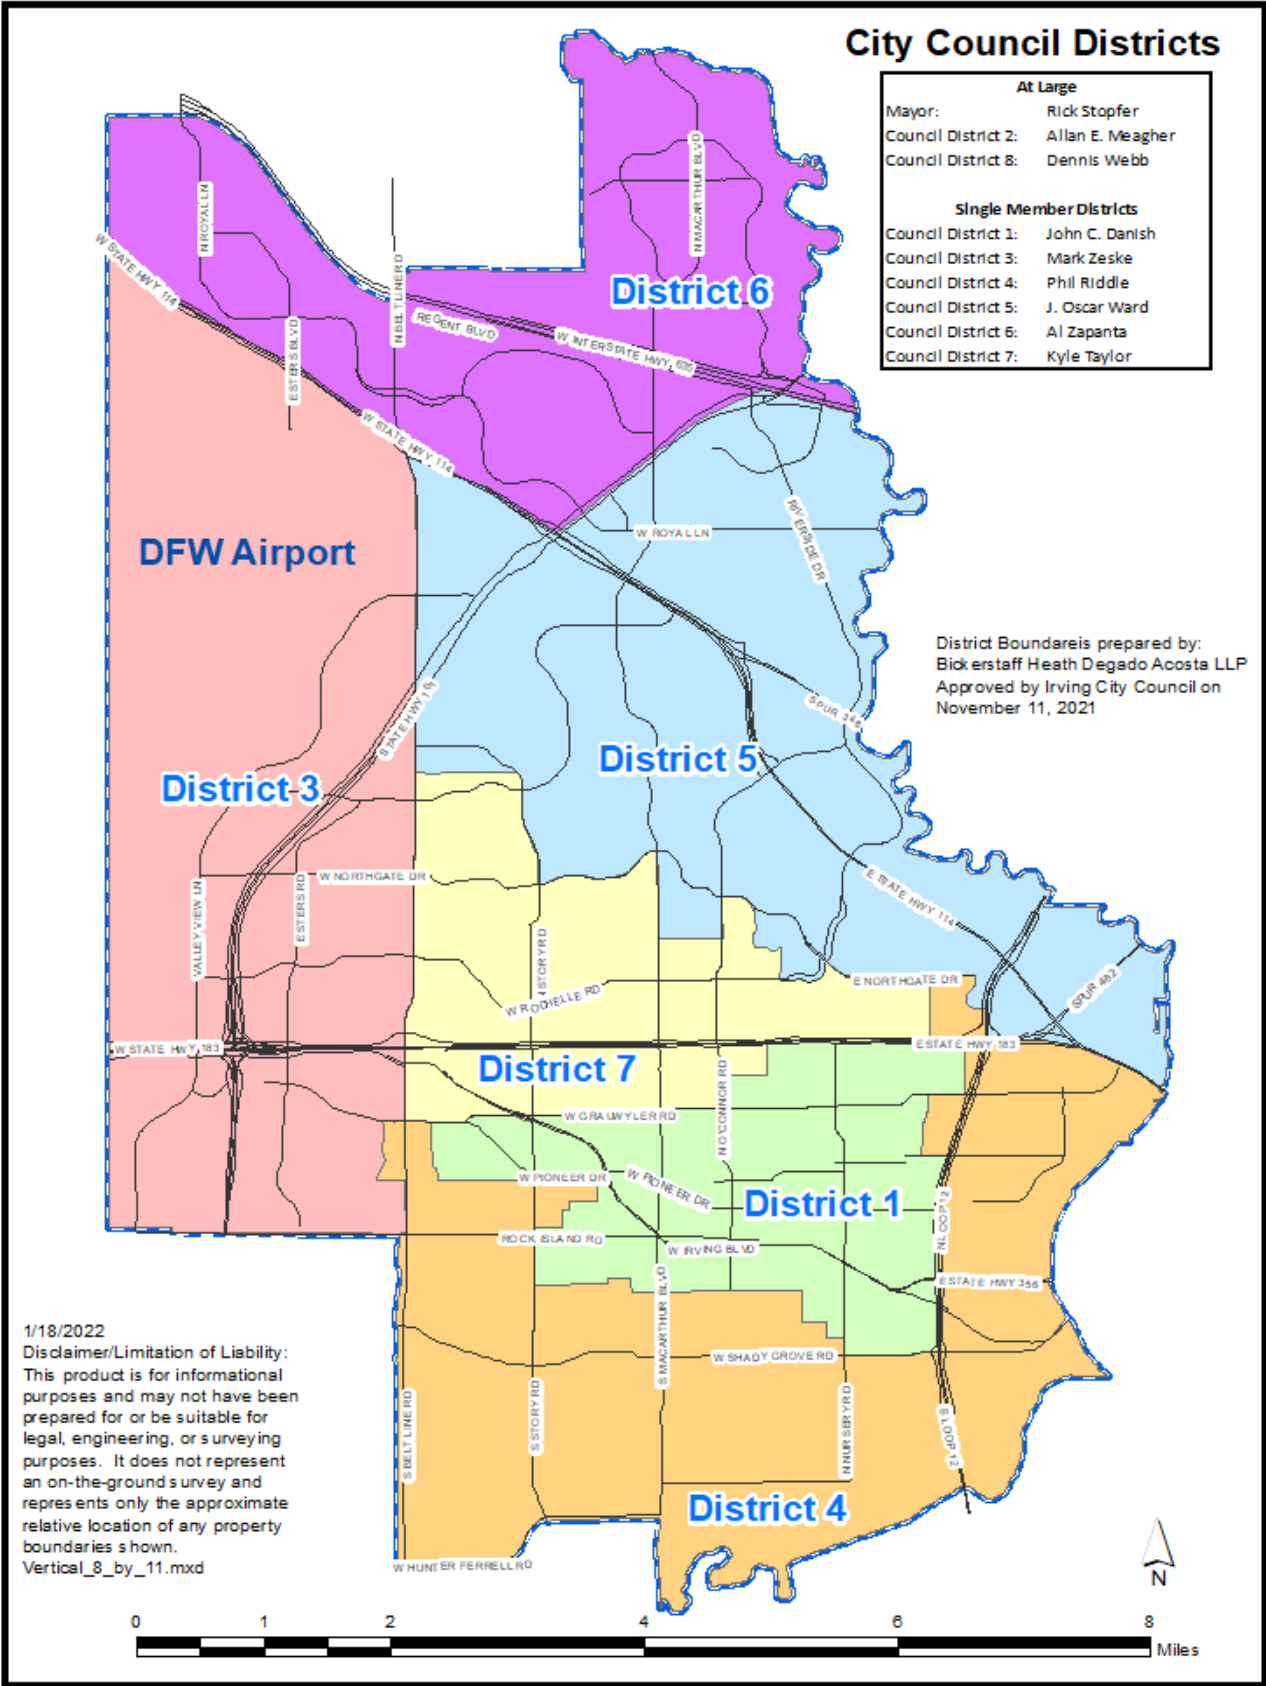 City Council Districts
At Large
Mayor: Rick Stopfer
Council District 2: Allan E. Meagher
Council District 8: Dennis Webb
Single Member Districts
Council District 1: John C. Danish
Council District 3: Mark Zeske
Council District 4: Phil Riddle
Council District 5: J. Oscar Ward
Council District 6: Al Zapanta
Council District 7: Kyle Taylor
N MACARTHUR BLVD
N ROYAL LN
W STATE HWY 114
N BELT LINE RD
District 6
REGENT BLVD
W INTERSTATE HWY 635
ESTERS BLVD
W STATE HWY 114
W ROYAL LN
RIVERSIDE DR
DFW Airport
District Boundareis prepared by:
Bickerstaff Heath Degado Acosta LLP
Approved by Irving City Council on
November 11, 2021
STATE HWY 161
SPUR 348
District 5
District 3
W NORTHGATE DR
VALLEY VIEW LN
ESTERS RD
E STATE HWY 114
N STORY RD
W ROCHELLE RD
E NORTHGATE DR
SPUR 482
W STATE HWY 183
E STATE HWY 183
District 7
N O'CONNOR RD
W GRAUWYLER RD
W PIONEER DR
W PIONEER DR
District 1
N LOOP 12
ROCK ISLAND RD
W IRVING BLVD
E STATE HWY 356
S MACARTHUR BLVD
W SHADY GROVE RD
S BELT LINE RD
S STORY RD
N NURSERY RD
S LOOP 12
District 4
W HUNTER FERRELL RD
1/18/2022
Disclaimer/Limitation of Liability:
This product is for informational
purposes and may not have been
prepared for or be suitable for
legal, engineering, or surveying
purposes. It does not represent
an on-the-ground survey and
represents only the approximate
relative location of any property
boundaries shown.
Vertical_8_by_11.mxd
N
0 1 2 4 6 8
Miles